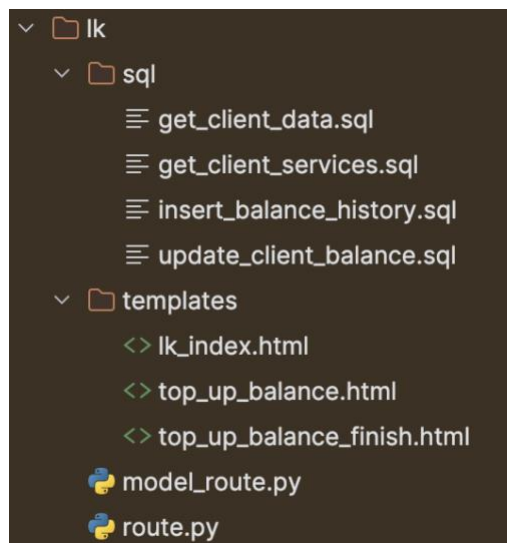 lk
sql
get_client_data.sql
get_client_services.sql
insert_balance_history.sql
update_client_balance.sql
templates
lk_index.html
top_up_balance.html
top_up_balance_finish.html
model_route.py
route.py